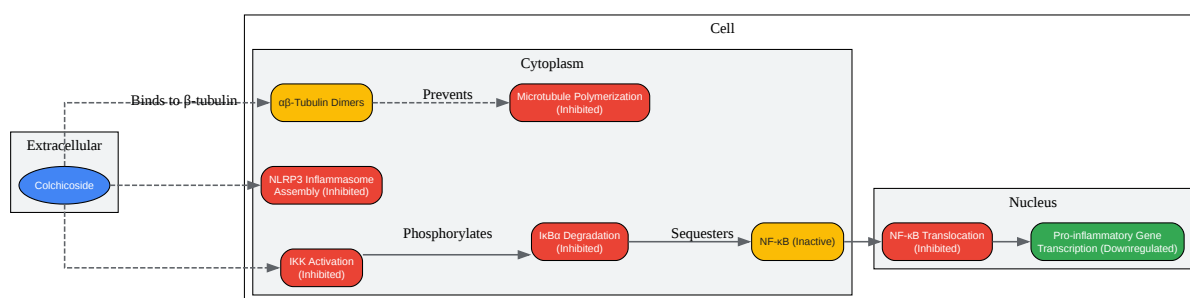 Cell
Cytoplasm
Binds to β-tubulin
αβ-Tubulin Dimers
Prevents
Microtubule Polymerization
(Inhibited)
Extracellular
Colchicoside
NLRP3 Inflammasome
Assembly (Inhibited)
Nucleus
Phosphorylates
IκBα Degradation
(Inhibited)
Sequesters
NF-κB (Inactive)
NF-κB Translocation
(Inhibited)
Pro-inflammatory Gene
Transcription (Downregulated)
IKK Activation
(Inhibited)